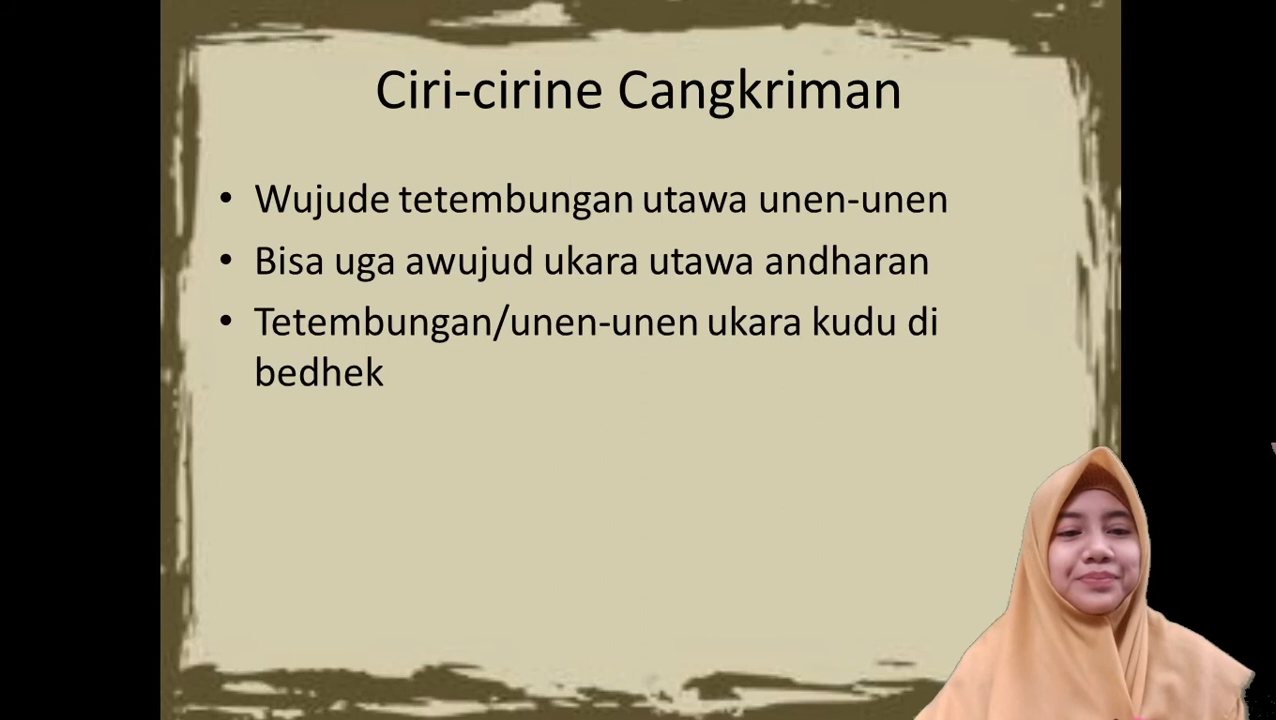 Ciri-cirine Cangkriman
• Wujude tetembungan utawa unen-unen
• Bisa uga awujud ukara utawa andharan
• Tetembungan/unen-unen ukara kudu di
bedhek